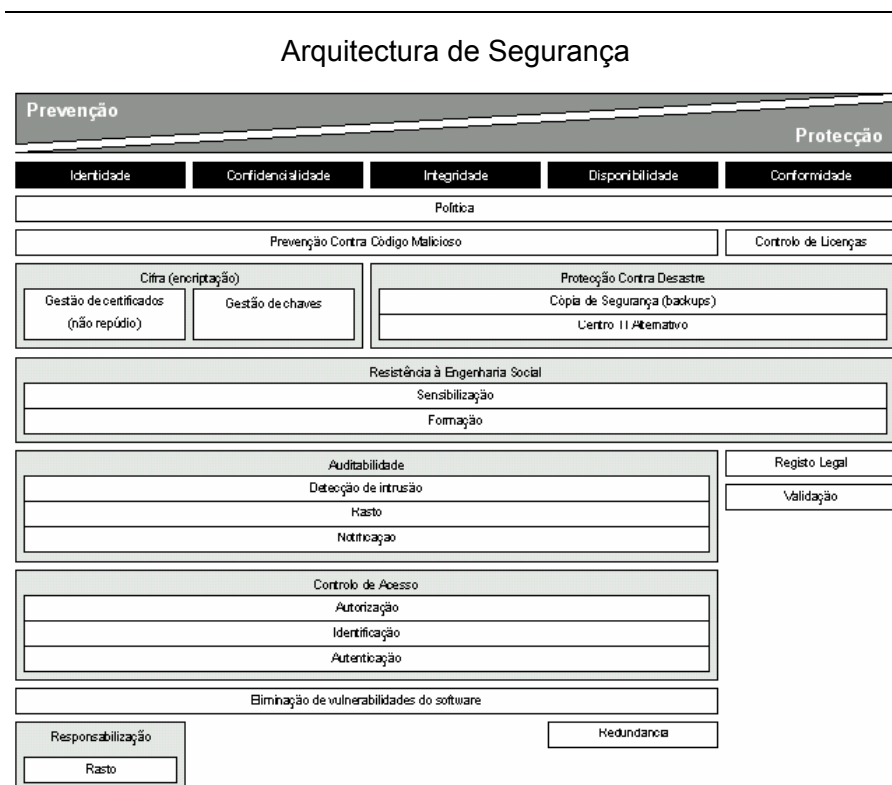 Arquitectura de Segurança
Prevenção
Protecção
Identidade
Confidencialidade
Integridade
Disponibilidade
Conformidade
Política
Prevenção Contra Código Malicioso
Controlo de Licenças
Cifra (encriptação)
Gestão de certificados
(não repúdio)
Gestão de chaves
Protecção Contra Desastre
Cópia de Segurança (backups)
Centro TI Alternativo
Resistência à Engenharia Social
Sensibilização
Formação
Auditabilidade
Detecção de intrusão
Rasto
Notificação
Registo Legal
Validação
Controlo de Acesso
Autorização
Identificação
Autenticação
Eliminação de vulnerabilidades do software
Responsabilização
Rasto
Redundancia